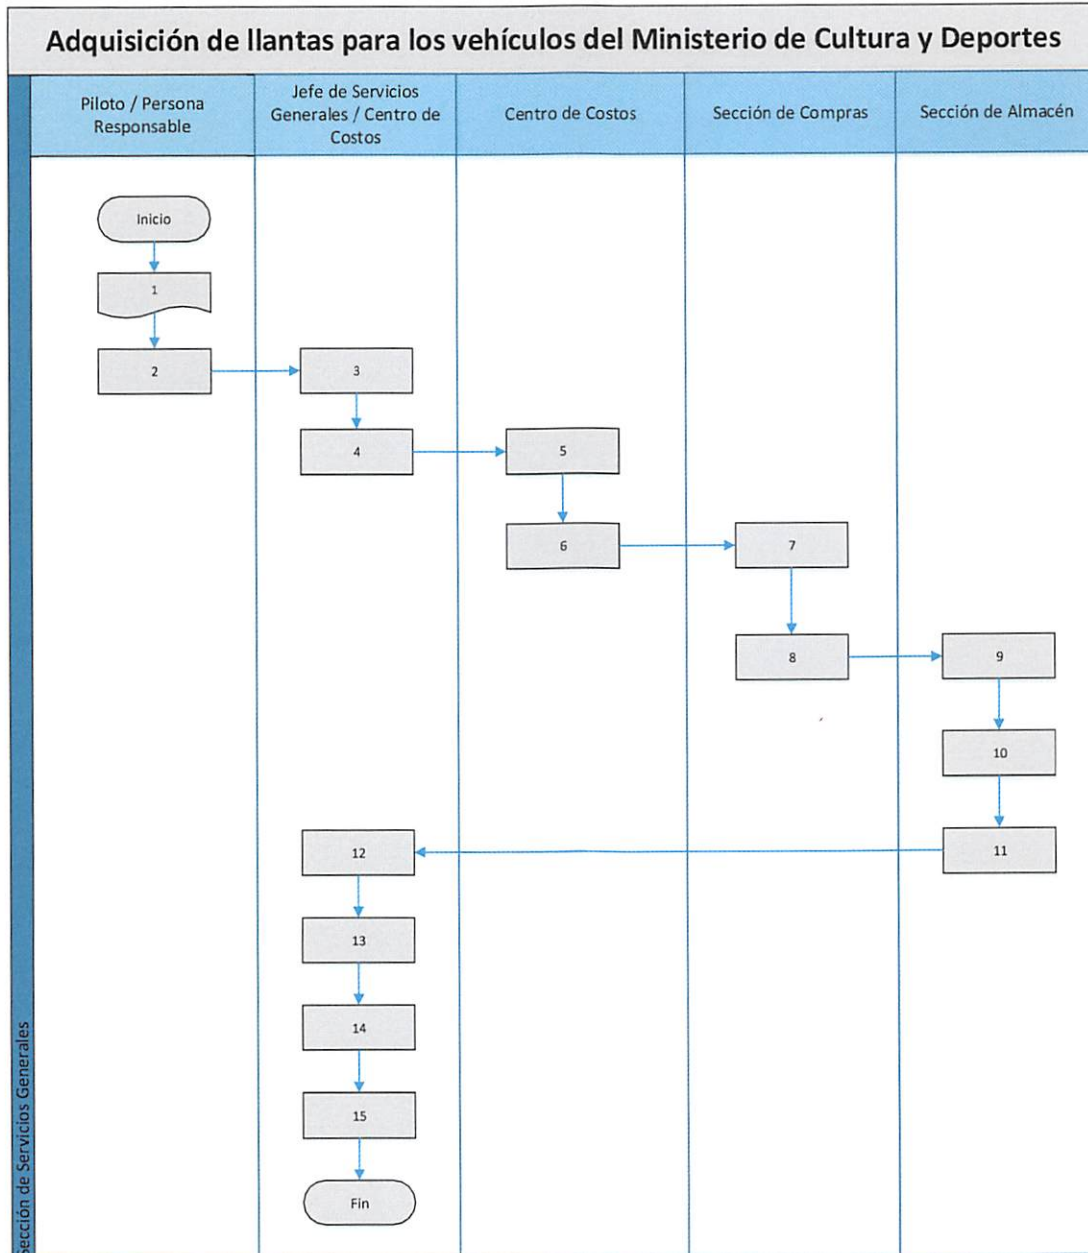 Adquisición de llantas para los vehículos del Ministerio de Cultura y Deportes
Piloto / Persona
Responsable
Jefe de Servicios
Generales / Centro de
Costos
Centro de Costos
Sección de Compras
Sección de Almacén
Inicio
1
2
3
4
5
6
7
8
9
10
11
12
13
14
15
Fin
Sección de Servicios Generales